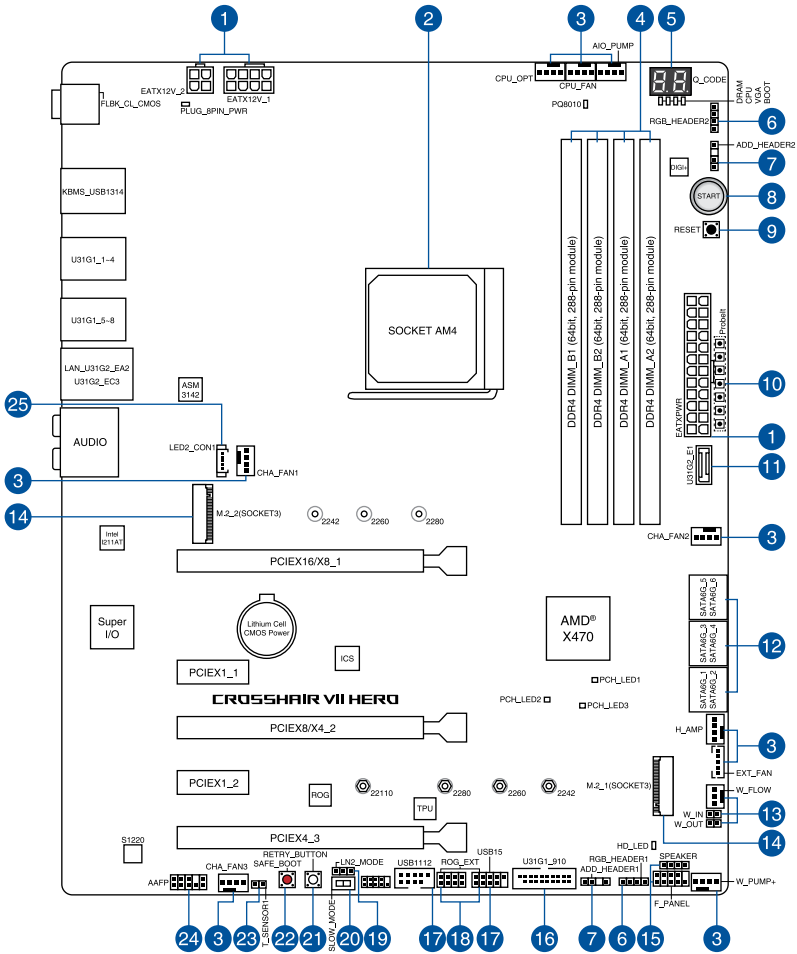 1
2
3
4
5
AIO_PUMP
CPU_OPT
CPU_FAN
88
Q_CODE
DRAM
CPU
VGA
BOOT
EATX12V_2
EATX12V_1
PLUG_8PIN_PWR
FLBK_CL_CMOS
PQ8010
RGB_HEADER2
6
ADD_HEADER2
7
DIGI+
KBMS_USB1314
START
8
RESET
9
U31G1_1~4
DDR4 DIMM_B1 (64bit, 288-pin module)
DDR4 DIMM_B2 (64bit, 288-pin module)
DDR4 DIMM_A1 (64bit, 288-pin module)
DDR4 DIMM_A2 (64bit, 288-pin module)
U31G1_5~8
SOCKET AM4
ProbeIt
LAN_U31G2_EA2
U31G2_EC3
ASM
3142
10
25
EATXPWR
1
AUDIO
LED2_CON1
CHA_FAN1
3
U31G2_E1
11
14
M.2_2(SOCKET3)
2242
2260
2280
Intel
I211AT
CHA_FAN2
3
PCIEX16/X8_1
SATA6G_5
SATA6G_6
Super
I/O
Lithium Cell
CMOS Power
AMD®
X470
SATA6G_3
SATA6G_4
12
ICS
PCIEX1_1
SATA6G_1
SATA6G_2
PCH_LED1
CROSSHAIR VII HERO
PCH_LED2
PCH_LED3
PCIEX8/X4_2
H_AMP
3
EXT_FAN
PCIEX1_2
ROG
22110
2280
2260
2242
M.2_1(SOCKET3)
W_FLOW
TPU
W_IN
W_OUT
13
PCIEX4_3
14
S1220
HD_LED
RETRY_BUTTON
SAFE_BOOT
LN2_MODE
USB1112
ROG_EXT
USB15
U31G1_910
RGB_HEADER1
ADD_HEADER1
SPEAKER
AAFP
CHA_FAN3
W_PUMP+
F_PANEL
T_SENSOR1
SLOW_MODE
24
3
23
22
21
20
19
17
18
17
16
7
6
15
3